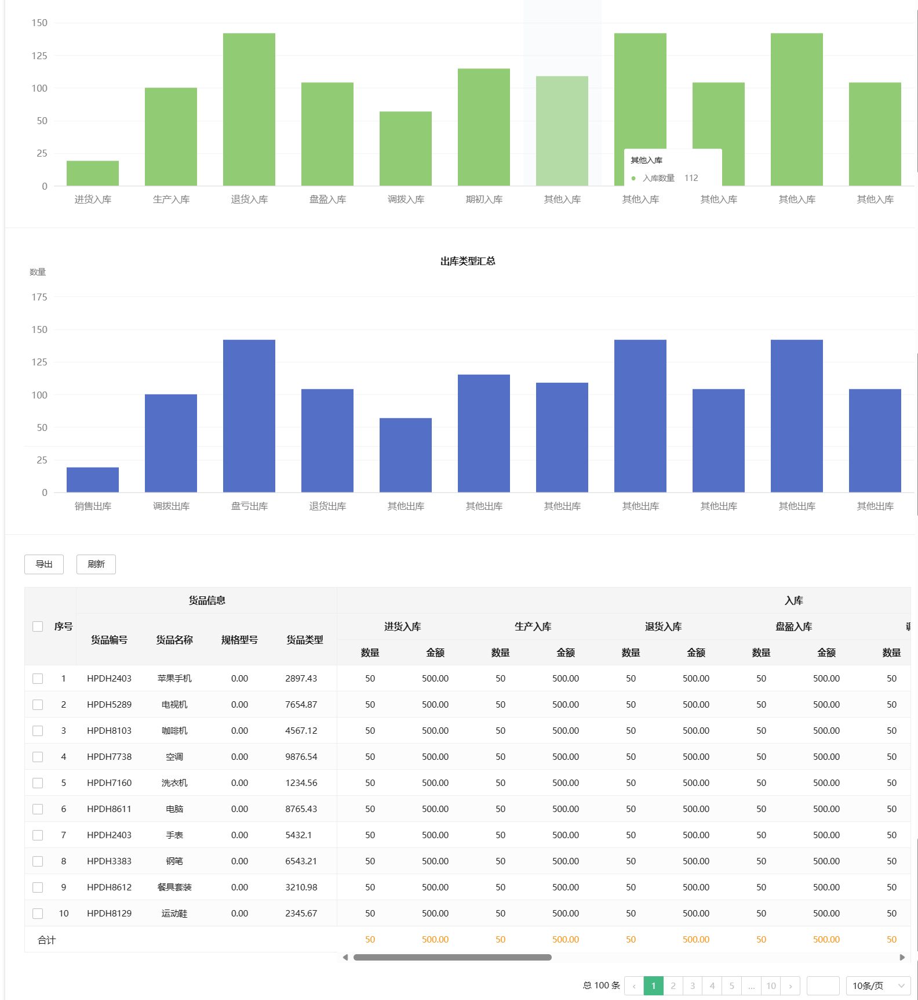 150
125
100
50
25
0
进货入库 生产入库 退货入库 盘盈入库 调拨入库 期初入库 其他入库 其他入库 其他入库 其他入库 其他入库
其他入库
入库数量 112
出库类型汇总
数量
175
150
125
100
50
25
0
销售出库 调拨出库 盘亏出库 退货出库 其他出库 其他出库 其他出库 其他出库 其他出库 其他出库 其他出库
导出 刷新
货品信息 入库
序号 货品编号 货品名称 规格型号 货品类型 进货入库 生产入库 退货入库 盘盈入库
数量 金额 数量 金额 数量 金额 数量 金额 数量
1 HPDH2403 苹果手机 0.00 2897.43 50 500.00 50 500.00 50 500.00 50 500.00 50
2 HPDH5289 电视机 0.00 7654.87 50 500.00 50 500.00 50 500.00 50 500.00 50
3 HPDH8103 咖啡机 0.00 4567.12 50 500.00 50 500.00 50 500.00 50 500.00 50
4 HPDH7738 空调 0.00 9876.54 50 500.00 50 500.00 50 500.00 50 500.00 50
5 HPDH7160 洗衣机 0.00 1234.56 50 500.00 50 500.00 50 500.00 50 500.00 50
6 HPDH8611 电脑 0.00 8765.43 50 500.00 50 500.00 50 500.00 50 500.00 50
7 HPDH2403 手表 0.00 5432.1 50 500.00 50 500.00 50 500.00 50 500.00 50
8 HPDH3383 钢笔 0.00 6543.21 50 500.00 50 500.00 50 500.00 50 500.00 50
9 HPDH8612 餐具套装 0.00 3210.98 50 500.00 50 500.00 50 500.00 50 500.00 50
10 HPDH8129 运动鞋 0.00 2345.67 50 500.00 50 500.00 50 500.00 50 500.00 50
合计 50 500.00 50 500.00 50 500.00 50 500.00 50
总 100 条 ‹ 1 2 3 4 5 ... 10 › 10条/页